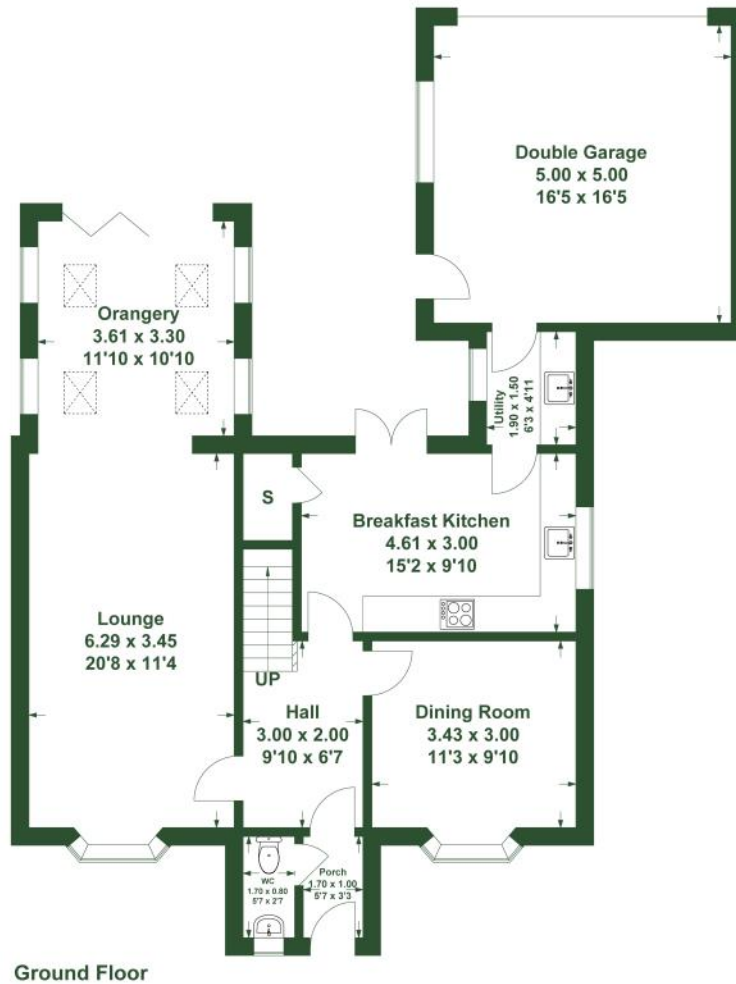 Double Garage
5.00 x 5.00
16'5 x 16'5
Orangery
3.61 x 3.30
11'10 x 10'10
Utility
1.90 x 1.50
6'3 x 4'11
S
Breakfast Kitchen
4.61 x 3.00
15'2 x 9'10
Lounge
6.29 x 3.45
20'8 x 11'4
UP
Hall
3.00 x 2.00
9'10 x 6'7
Dining Room
3.43 x 3.00
11'3 x 9'10
WC
1.70 x 0.80
5'7 x 2'7
Porch
1.70 x 1.00
5'7 x 3'3
Ground Floor